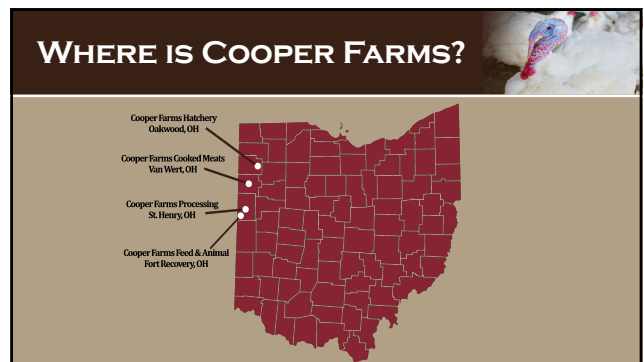 WHERE IS COOPER FARMS?
Cooper Farms Hatchery
Oakwood, OH
Cooper Farms Cooked Meats
Van Wert, OH
Cooper Farms Processing
St. Henry, OH
Cooper Farms Feed & Animal
Fort Recovery, OH